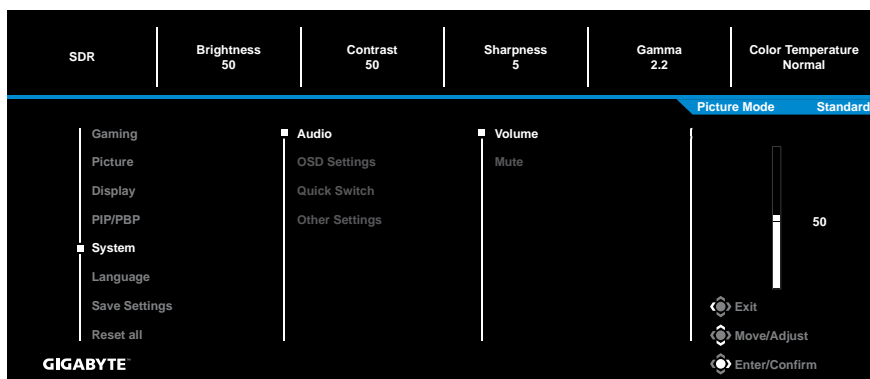 SDR
Brightness
50
Contrast
50
Sharpness
5
Gamma
2.2
Color Temperature
Normal
Picture Mode Standard
Gaming
Picture
Display
PIP/PBP
System
Language
Save Settings
Reset all
Audio
OSD Settings
Quick Switch
Other Settings
Volume
Mute
50
Exit
Move/Adjust
Enter/Confirm
GIGABYTE™